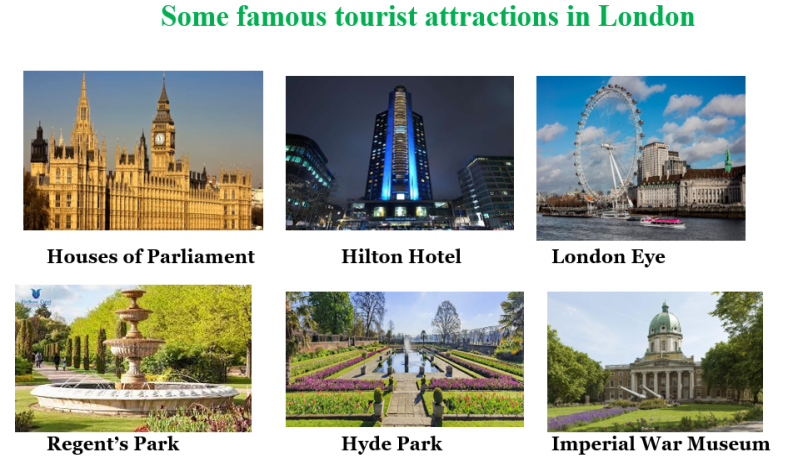 Some famous tourist attractions in London
Houses of Parliament
Hilton Hotel
London Eye
Regent's Park
Hyde Park
Imperial War Museum